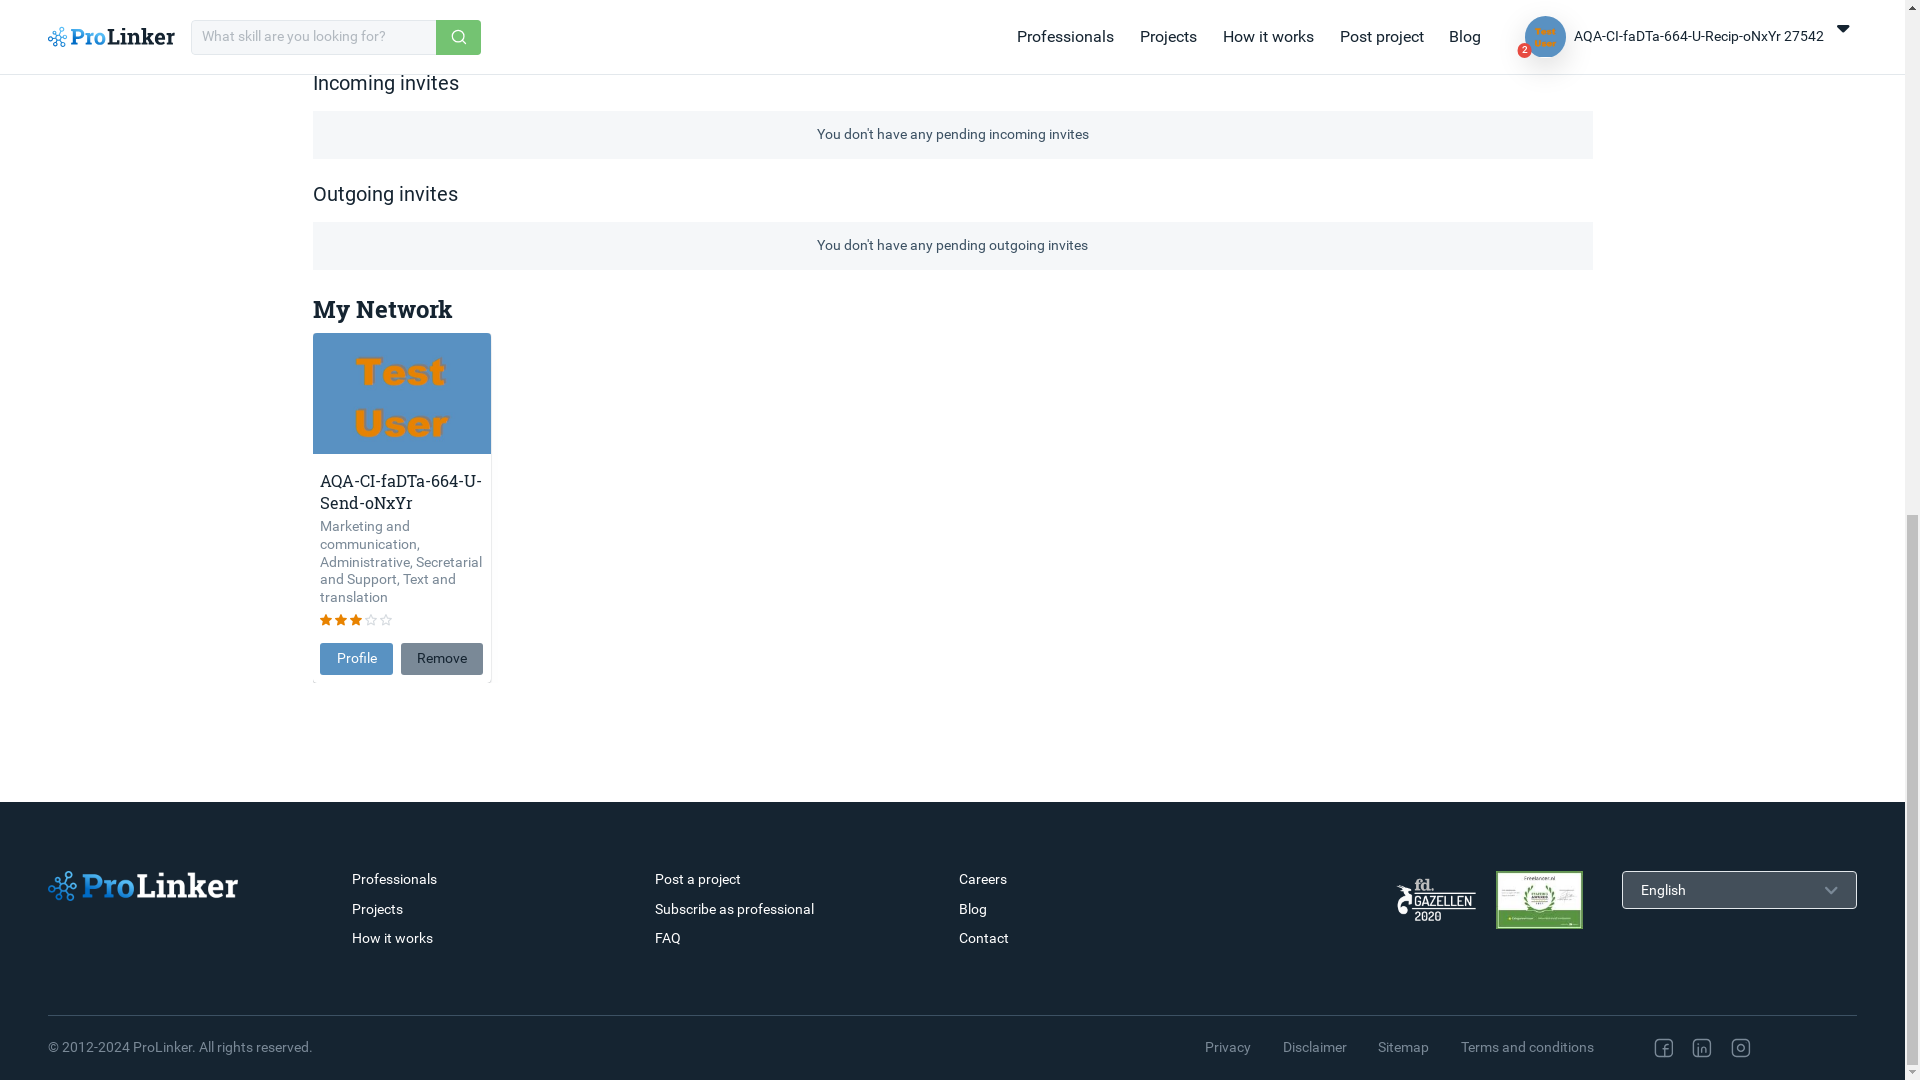 ProLinker
What skill are you looking for?
Professionals
Projects
How it works
Post project
Blog
Test
User
2
AQA-CI-faDTa-664-U-Recip-oNxYr 27542
Incoming invites
You don't have any pending incoming invites
Outgoing invites
You don't have any pending outgoing invites
My Network
Test
User
AQA-CI-faDTa-664-U-
Send-oNxYr
Marketing and
communication,
Administrative, Secretarial
and Support, Text and
translation
Profile
Remove
ProLinker
Professionals
Projects
How it works
Post a project
Subscribe as professional
FAQ
Careers
Blog
Contact
fd.
GAZELLEN
2020
Freelancer.nl
English
© 2012-2024 ProLinker. All rights reserved.
Privacy
Disclaimer
Sitemap
Terms and conditions